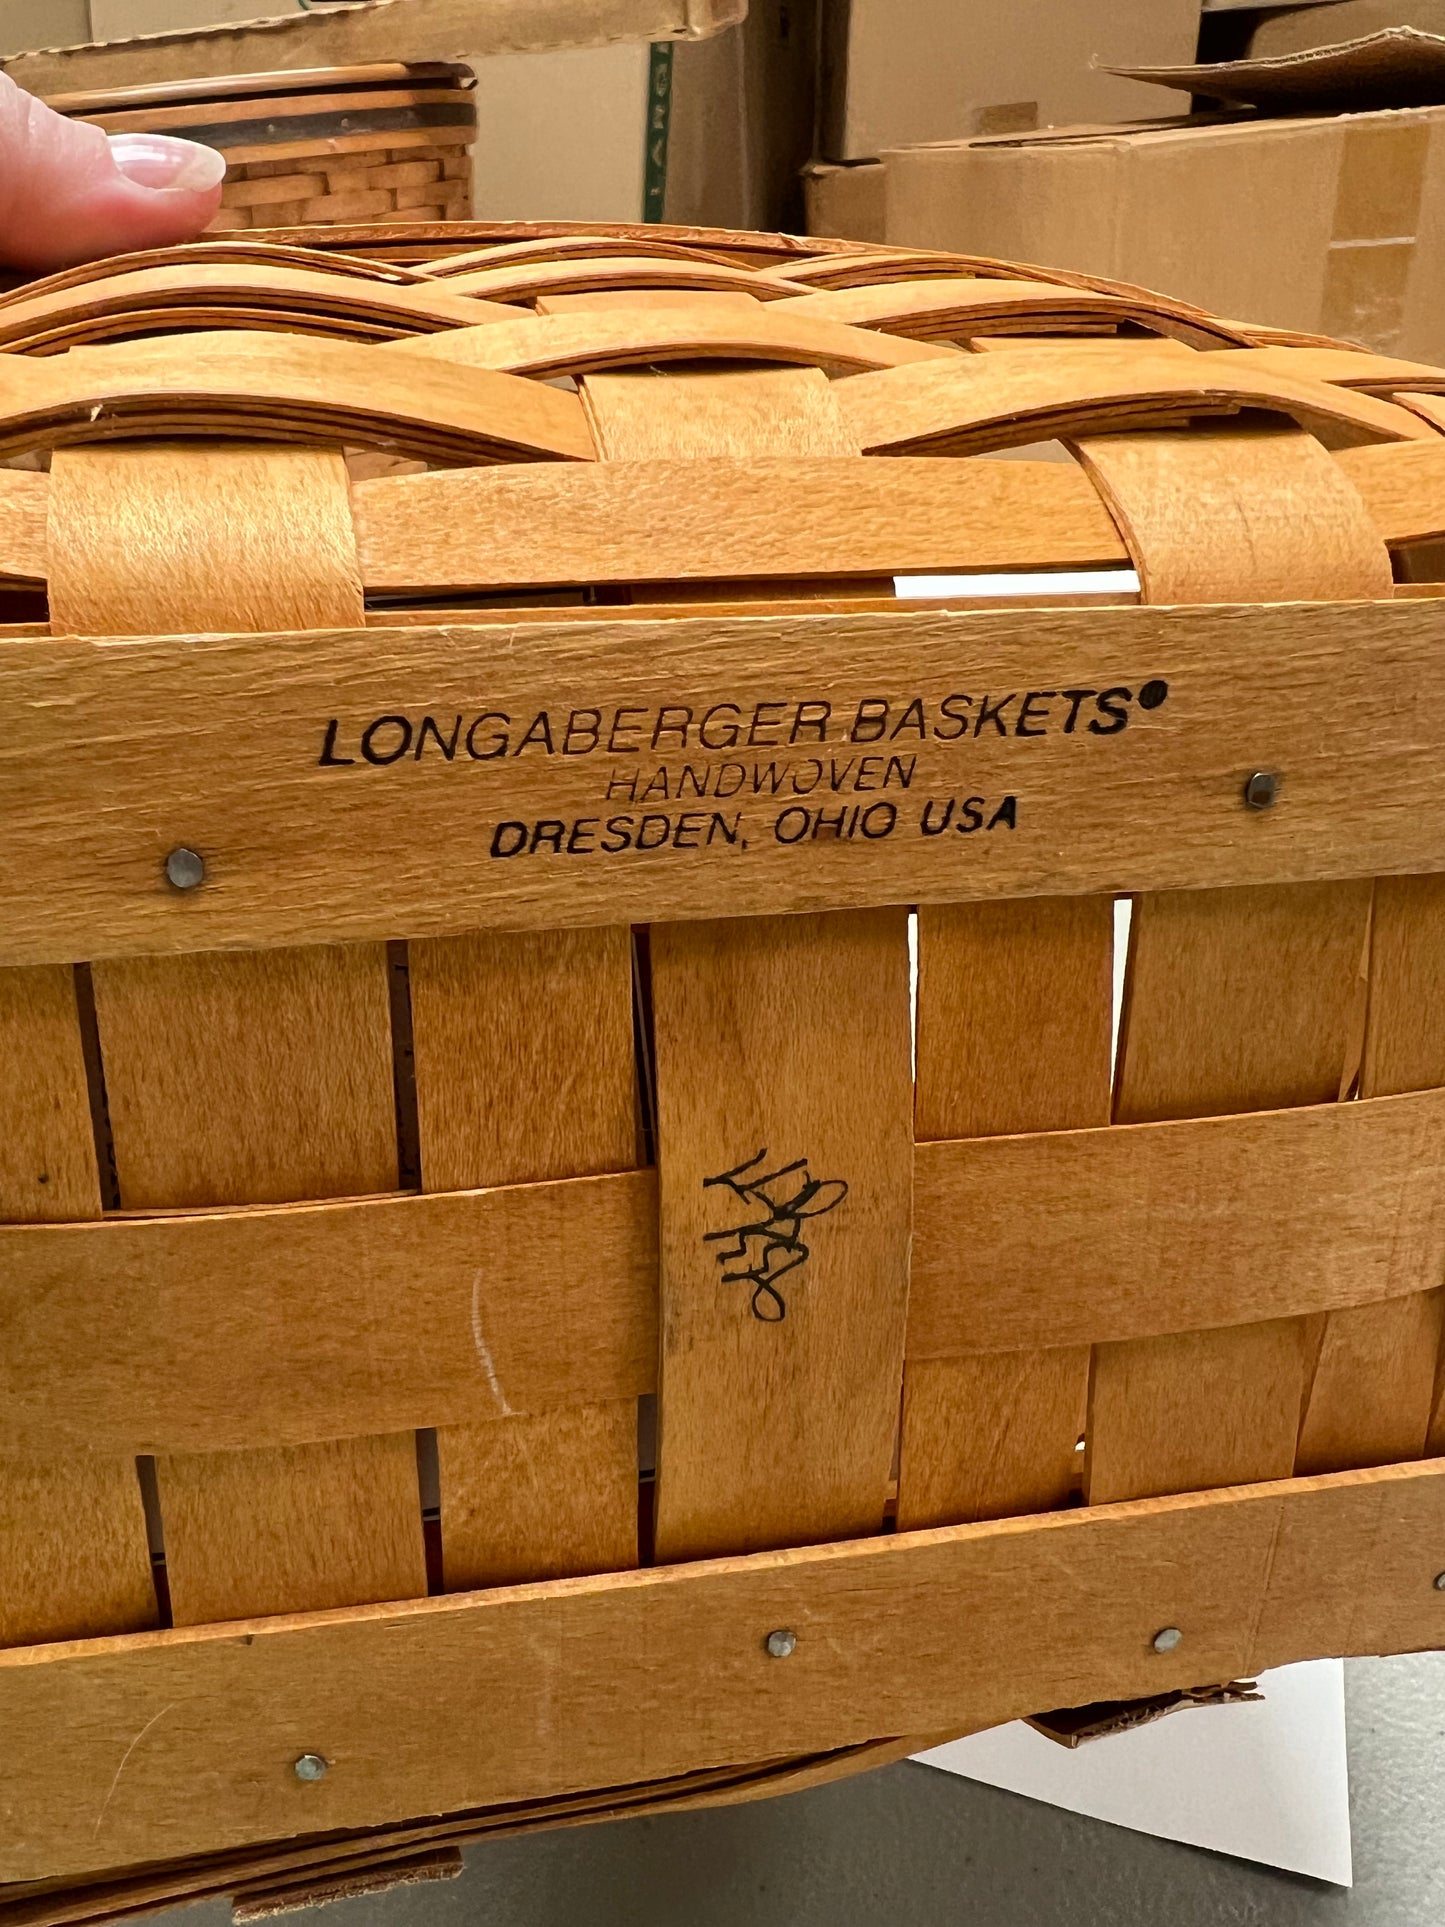 LONGABERGER BASKETS®
HANDWOVEN
DRESDEN, OHIO USA